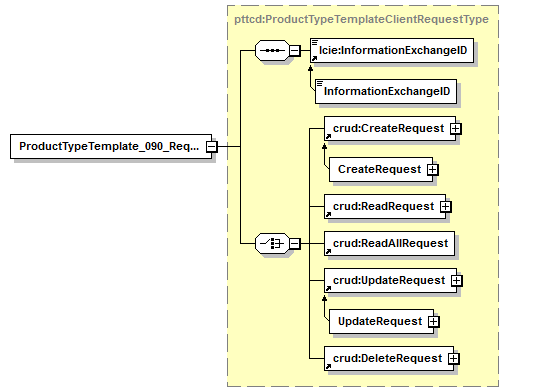 pttcd:ProductTypeTemplateClientRequestType
lcie:InformationExchangeID
InformationExchangeID
crud:CreateRequest
ProductTypeTemplate_090_Req...
CreateRequest
crud:ReadRequest
crud:ReadAllRequest
crud:UpdateRequest
UpdateRequest
crud:DeleteRequest